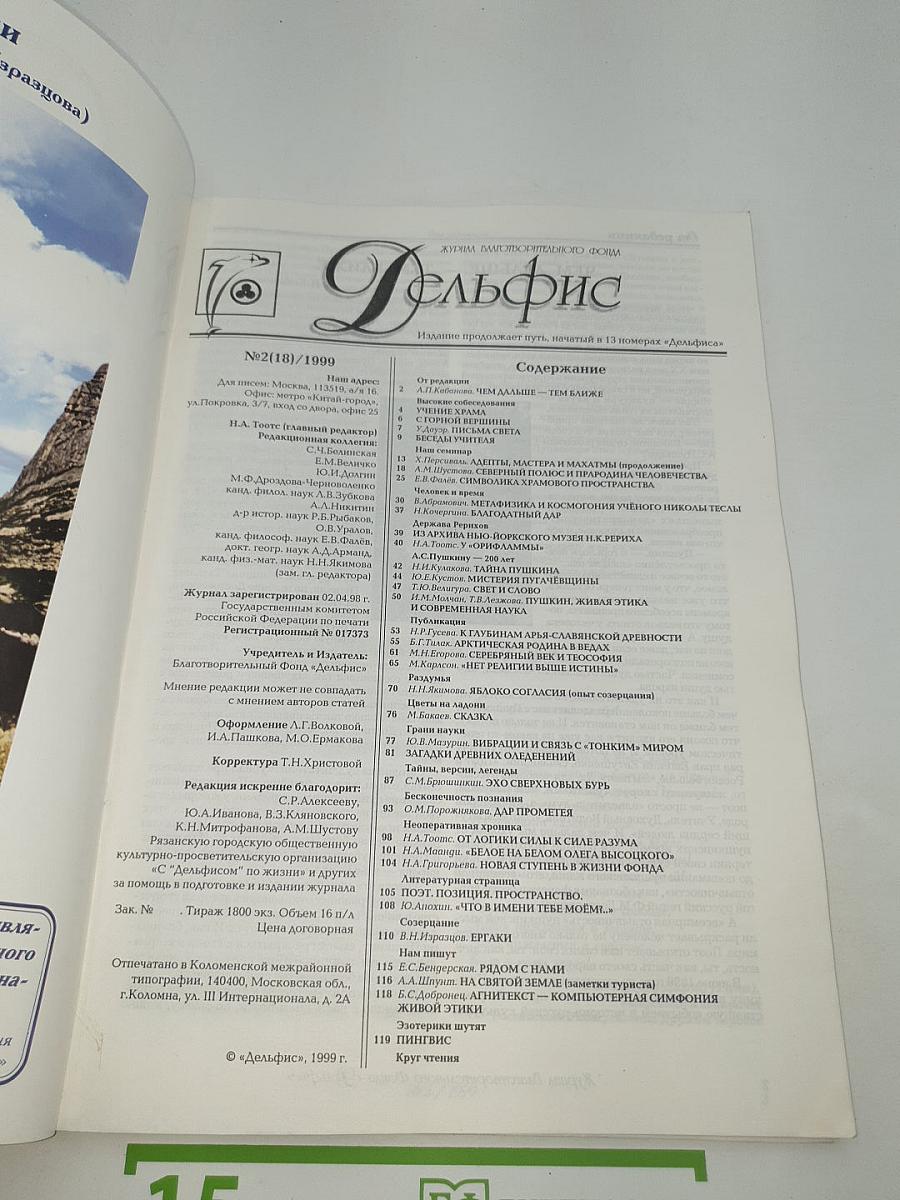 и
(зразцова)
ЖУРНАЛ БЛАГОТВОРИТЕЛЬНОГО ФОНДА
Дельфис
Издание продолжает путь, начатый в 13 номерах «Дельфиса»
№2(18)/1999
Наш адрес:
Для писем: Москва, 113519, а/я 16.
Офис: метро «Китай-город»,
ул.Покровка, 3/7, вход со двора, офис 25
Н.А. Тоотс (главный редактор)
Редакционная коллегия:
С.Ч.Белинская
Е.М.Величко
Ю.И.Долгин
М.Ф.Дроздова-Черноволенко
канд. филол. наук Л.В.Зубкова
А.Л.Никитин
д-р истор. наук Р.Б.Рыбаков,
О.В.Уралов,
канд. философ. наук Е.В.Фалёв,
докт. геогр. наук А.Д.Арманд,
канд. физ.-мат. наук Н.Н.Якимова
(зам. гл. редактора)
Журнал зарегистрирован 02.04.98 г.
Государственным комитетом
Российской Федерации по печати
Регистрационный № 017373
Учредитель и Издатель:
Благотворительный Фонд «Дельфис»
Мнение редакции может не совпадать
с мнением авторов статей
Оформление Л.Г.Волковой,
И.А.Пашкова, М.О.Ермакова
Корректура Т.Н.Христовой
Редакция искренне благодорит:
С.Р.Алексееву,
Ю.А.Иванова, В.З.Кляновского,
К.Н.Митрофанова, А.М.Шустову
Рязанскую городскую общественную
культурно-просветительскую организацию
«С "Дельфисом" по жизни» и других
за помощь в подготовке и издании журнала
Зак. № . Тираж 1800 экз. Объем 16 п/л
Цена договорная
Отпечатано в Коломенской межрайонной
типографии, 140400, Московская обл.,
г.Коломна, ул. III Интернационала, д. 2А
© «Дельфис», 1999 г.
Содержание
От редакции
2 А.П.Кабанова. ЧЕМ ДАЛЬШЕ — ТЕМ БЛИЖЕ
Высокие собеседования
4 УЧЕНИЕ ХРАМА
6 С ГОРНОЙ ВЕРШИНЫ
7 У.Дауэр. ПИСЬМА СВЕТА
9 БЕСЕДЫ УЧИТЕЛЯ
Наш семинар
13 Х.Персиваль. АДЕПТЫ, МАСТЕРА И МАХАТМЫ (продолжение)
18 А.М.Шустова. СЕВЕРНЫЙ ПОЛЮС И ПРАРОДИНА ЧЕЛОВЕЧЕСТВА
25 Е.В.Фалёв. СИМВОЛИКА ХРАМОВОГО ПРОСТРАНСТВА
Человек и время
30 В.Абрамович. МЕТАФИЗИКА И КОСМОГОНИЯ УЧЁНОГО НИКОЛЫ ТЕСЛЫ
37 Н.Кочергина. БЛАГОДАТНЫЙ ДАР
Держава Рерихов
39 ИЗ АРХИВА НЬЮ-ЙОРКСКОГО МУЗЕЯ Н.К.РЕРИХА
40 Н.А.Тоотс. У «ОРИФЛАММЫ»
А.С.Пушкину — 200 лет
42 Н.И.Кулакова. ТАЙНА ПУШКИНА
44 Ю.Е.Кустов. МИСТЕРИЯ ПУГАЧЁВЩИНЫ
47 Т.Ю.Велигура. СВЕТ И СЛОВО
50 И.М.Молчан, Т.В.Лезжова. ПУШКИН, ЖИВАЯ ЭТИКА
И СОВРЕМЕННАЯ НАУКА
Публикация
53 Н.Р.Гусева. К ГЛУБИНАМ АРЬЯ-СЛАВЯНСКОЙ ДРЕВНОСТИ
55 Б.Г.Тилак. АРКТИЧЕСКАЯ РОДИНА В ВЕДАХ
61 М.Н.Егорова. СЕРЕБРЯНЫЙ ВЕК И ТЕОСОФИЯ
65 М.Карлсон. «НЕТ РЕЛИГИИ ВЫШЕ ИСТИНЫ»
Раздумья
70 Н.Н.Якимова. ЯБЛОКО СОГЛАСИЯ (опыт созерцания)
Цветы на ладони
76 М.Бакаев. СКАЗКА
Грани науки
77 Ю.В.Мазурин. ВИБРАЦИИ И СВЯЗЬ С «ТОНКИМ» МИРОМ
81 ЗАГАДКИ ДРЕВНИХ ОЛЕДЕНЕНИЙ
Тайны, версии, легенды
87 С.М.Брюшинкин. ЭХО СВЕРХНОВЫХ БУРЬ
Бесконечность познания
93 О.М.Порожнякова. ДАР ПРОМЕТЕЯ
Неоперативная хроника
98 Н.А.Тоотс. ОТ ЛОГИКИ СИЛЫ К СИЛЕ РАЗУМА
101 Н.А.Маанди. «БЕЛОЕ НА БЕЛОМ ОЛЕГА ВЫСОЦКОГО»
104 Н.А.Григорьева. НОВАЯ СТУПЕНЬ В ЖИЗНИ ФОНДА
Литературная страница
105 ПОЭТ. ПОЗИЦИЯ. ПРОСТРАНСТВО.
108 Ю.Апохин. «ЧТО В ИМЕНИ ТЕБЕ МОЁМ?..»
Созерцание
110 В.Н.Изразцов. ЕРГАКИ
Нам пишут
115 Е.С.Бендерская. РЯДОМ С НАМИ
116 А.А.Шпунт. НА СВЯТОЙ ЗЕМЛЕ (заметки туриста)
118 Б.С.Добронец. АГНИТЕКСТ — КОМПЬЮТЕРНАЯ СИМФОНИЯ
ЖИВОЙ ЭТИКИ
Эзотерики шутят
119 ПИНГВИС
Круг чтения
вля-
ного
на-
ия
»
15